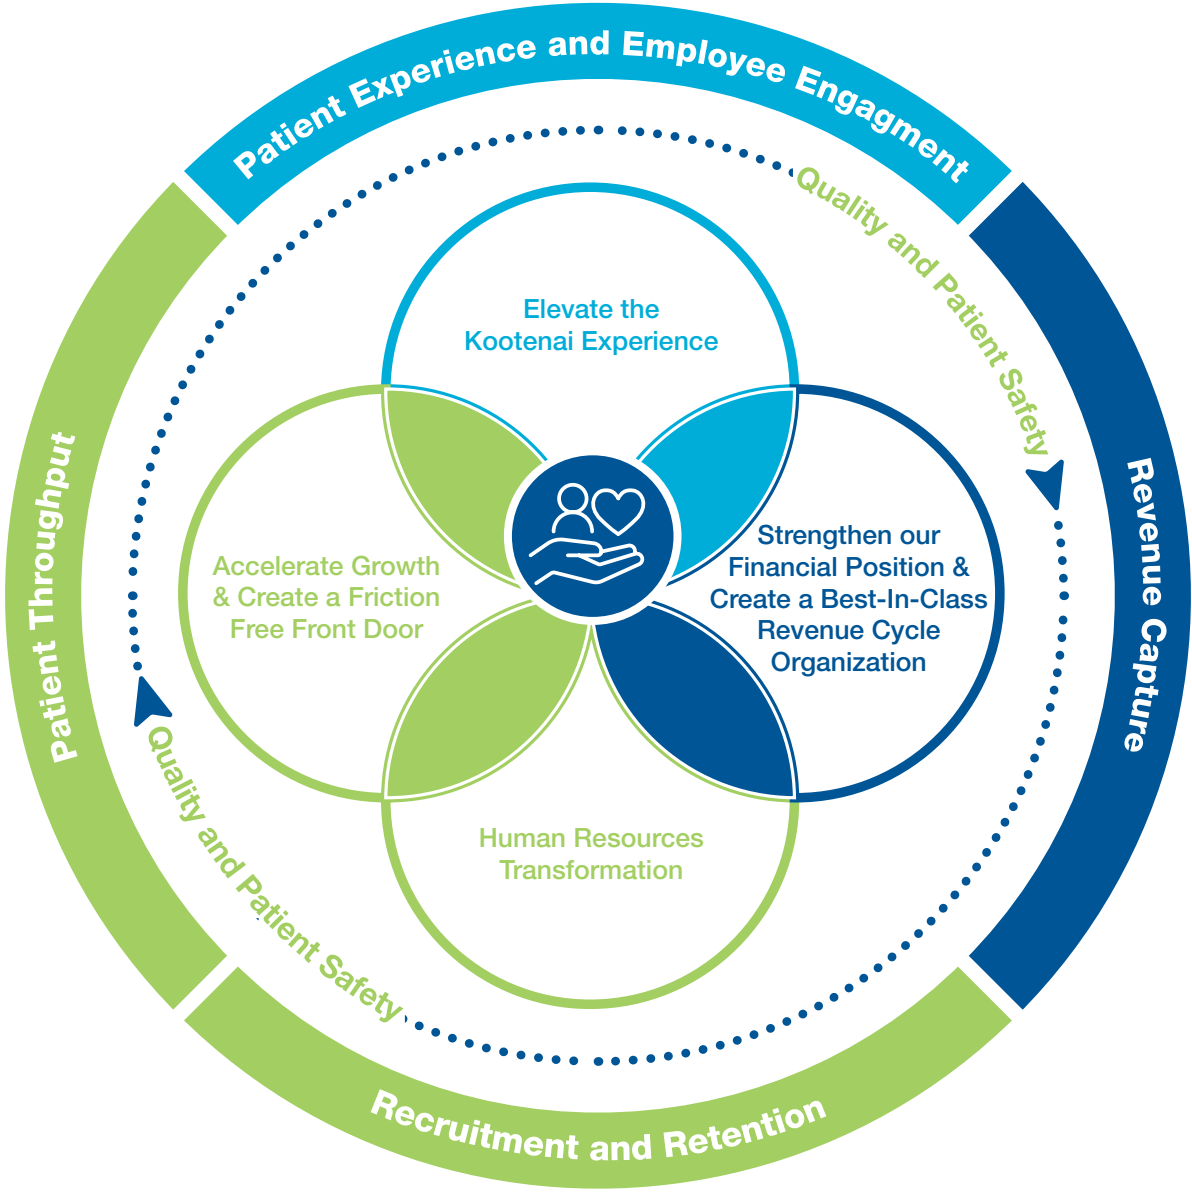 Patient Experience and Employee Engagment
Quality and Patient Safety
Elevate the
Kootenai Experience
Patient Throughput
Accelerate Growth
& Create a Friction
Free Front Door
Strengthen our
Financial Position &
Create a Best-In-Class
Revenue Cycle
Organization
Revenue Capture
Human Resources
Transformation
Quality and Patient Safety
Recruitment and Retention